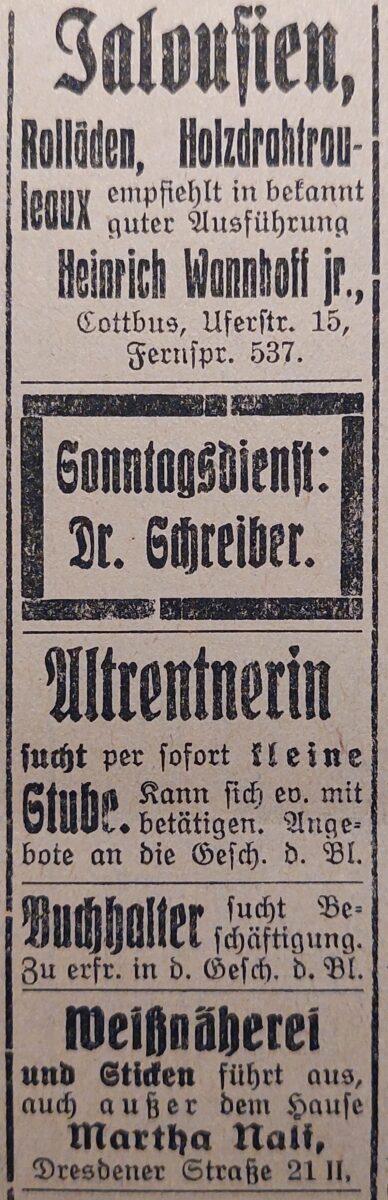 Jalousien,
Rolläden, Holzdrahtrou-
leaux empfiehlt in bekannt
guter Ausführung
Heinrich Wannhoff jr.,
Cottbus, Uferstr. 15,
Fernspr. 537.
Sonntagsdienst:
Dr. Schreiber.
Altrentnerin
sucht per sofort kleine
Stube. Kann sich ev. mit
betätigen. Ange-
bote an die Gesch. d. Bl.
Buchhalter sucht Be-
schäftigung.
Zu erfr. in d. Gesch. d. Bl.
Weißnäherei
und Sticken führt aus,
auch außer dem Hause
Martha Nall,
Dresdener Straße 21 II.